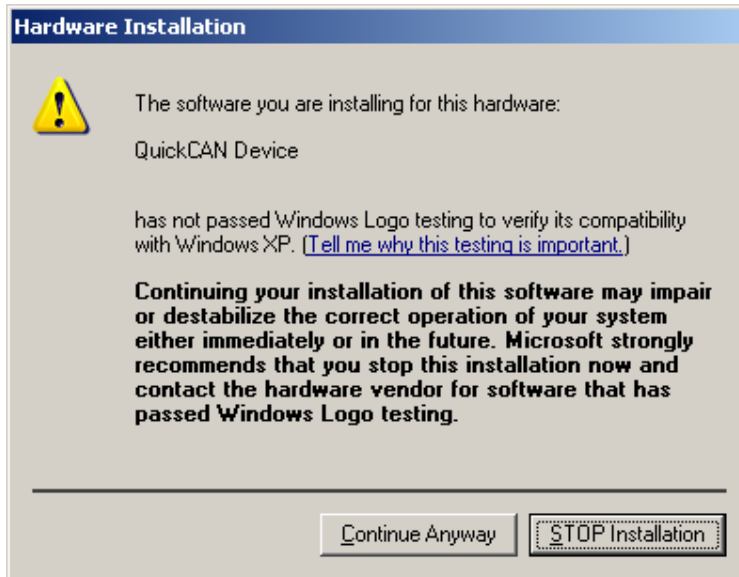 Hardware Installation
The software you are installing for this hardware:
QuickCAN Device
has not passed Windows Logo testing to verify its compatibility
with Windows XP. (Tell me why this testing is important.)
Continuing your installation of this software may impair
or destabilize the correct operation of your system
either immediately or in the future. Microsoft strongly
recommends that you stop this installation now and
contact the hardware vendor for software that has
passed Windows Logo testing.
Continue Anyway
STOP Installation